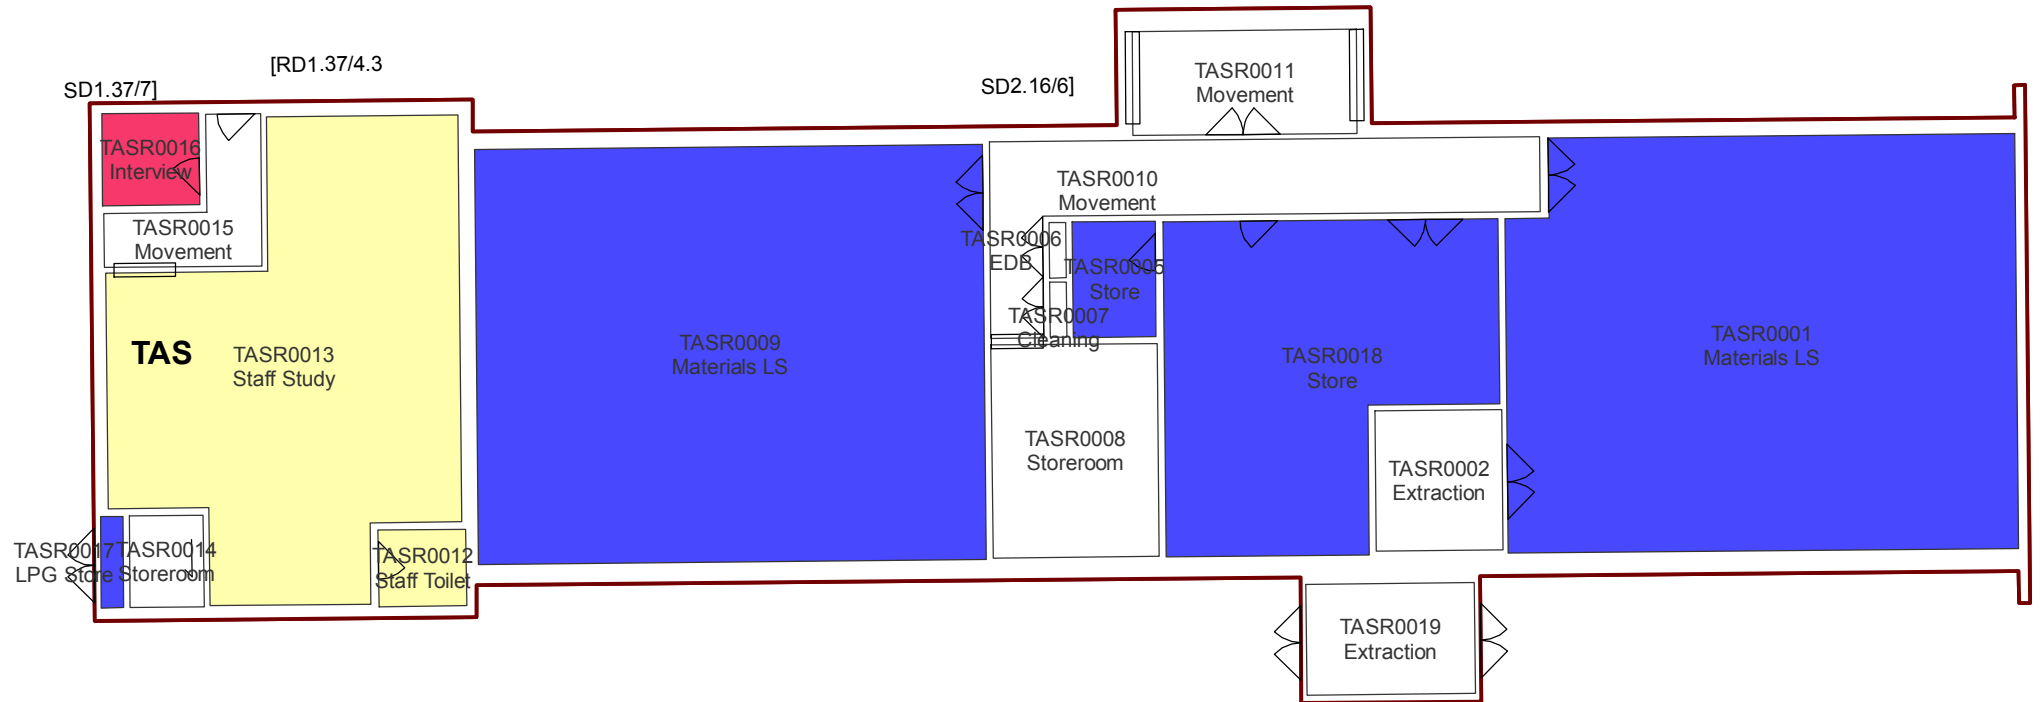 [RD1.37/4.3
SD1.37/7]
SD2.16/6]
TASR0011
Movement
TASR0016
Interview
TASR0010
Movement
TASR0015
Movement
TASR0006
EDB
TASR0005
Store
TASR0007
Cleaning
TAS
TASR0013
Staff Study
TASR0009
Materials LS
TASR0018
Store
TASR0001
Materials LS
TASR0008
Storeroom
TASR0002
Extraction
TASR0017
LPG Store
TASR0014
Storeroom
TASR0012
Staff Toilet
TASR0019
Extraction